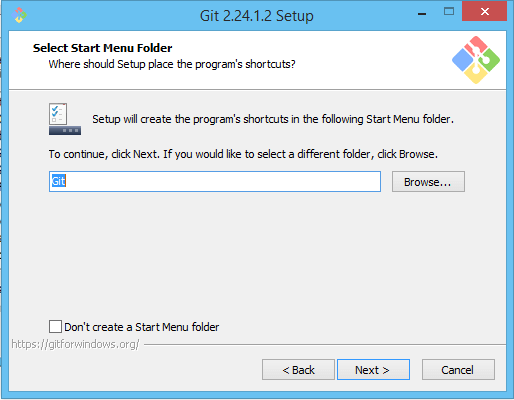 Git 2.24.1.2 Setup
Select Start Menu Folder
Where should Setup place the program's shortcuts?
Setup will create the program's shortcuts in the following Start Menu folder.
To continue, click Next. If you would like to select a different folder, click Browse.
Git
Browse...
Don't create a Start Menu folder
https://gitforwindows.org/
< Back
Next >
Cancel